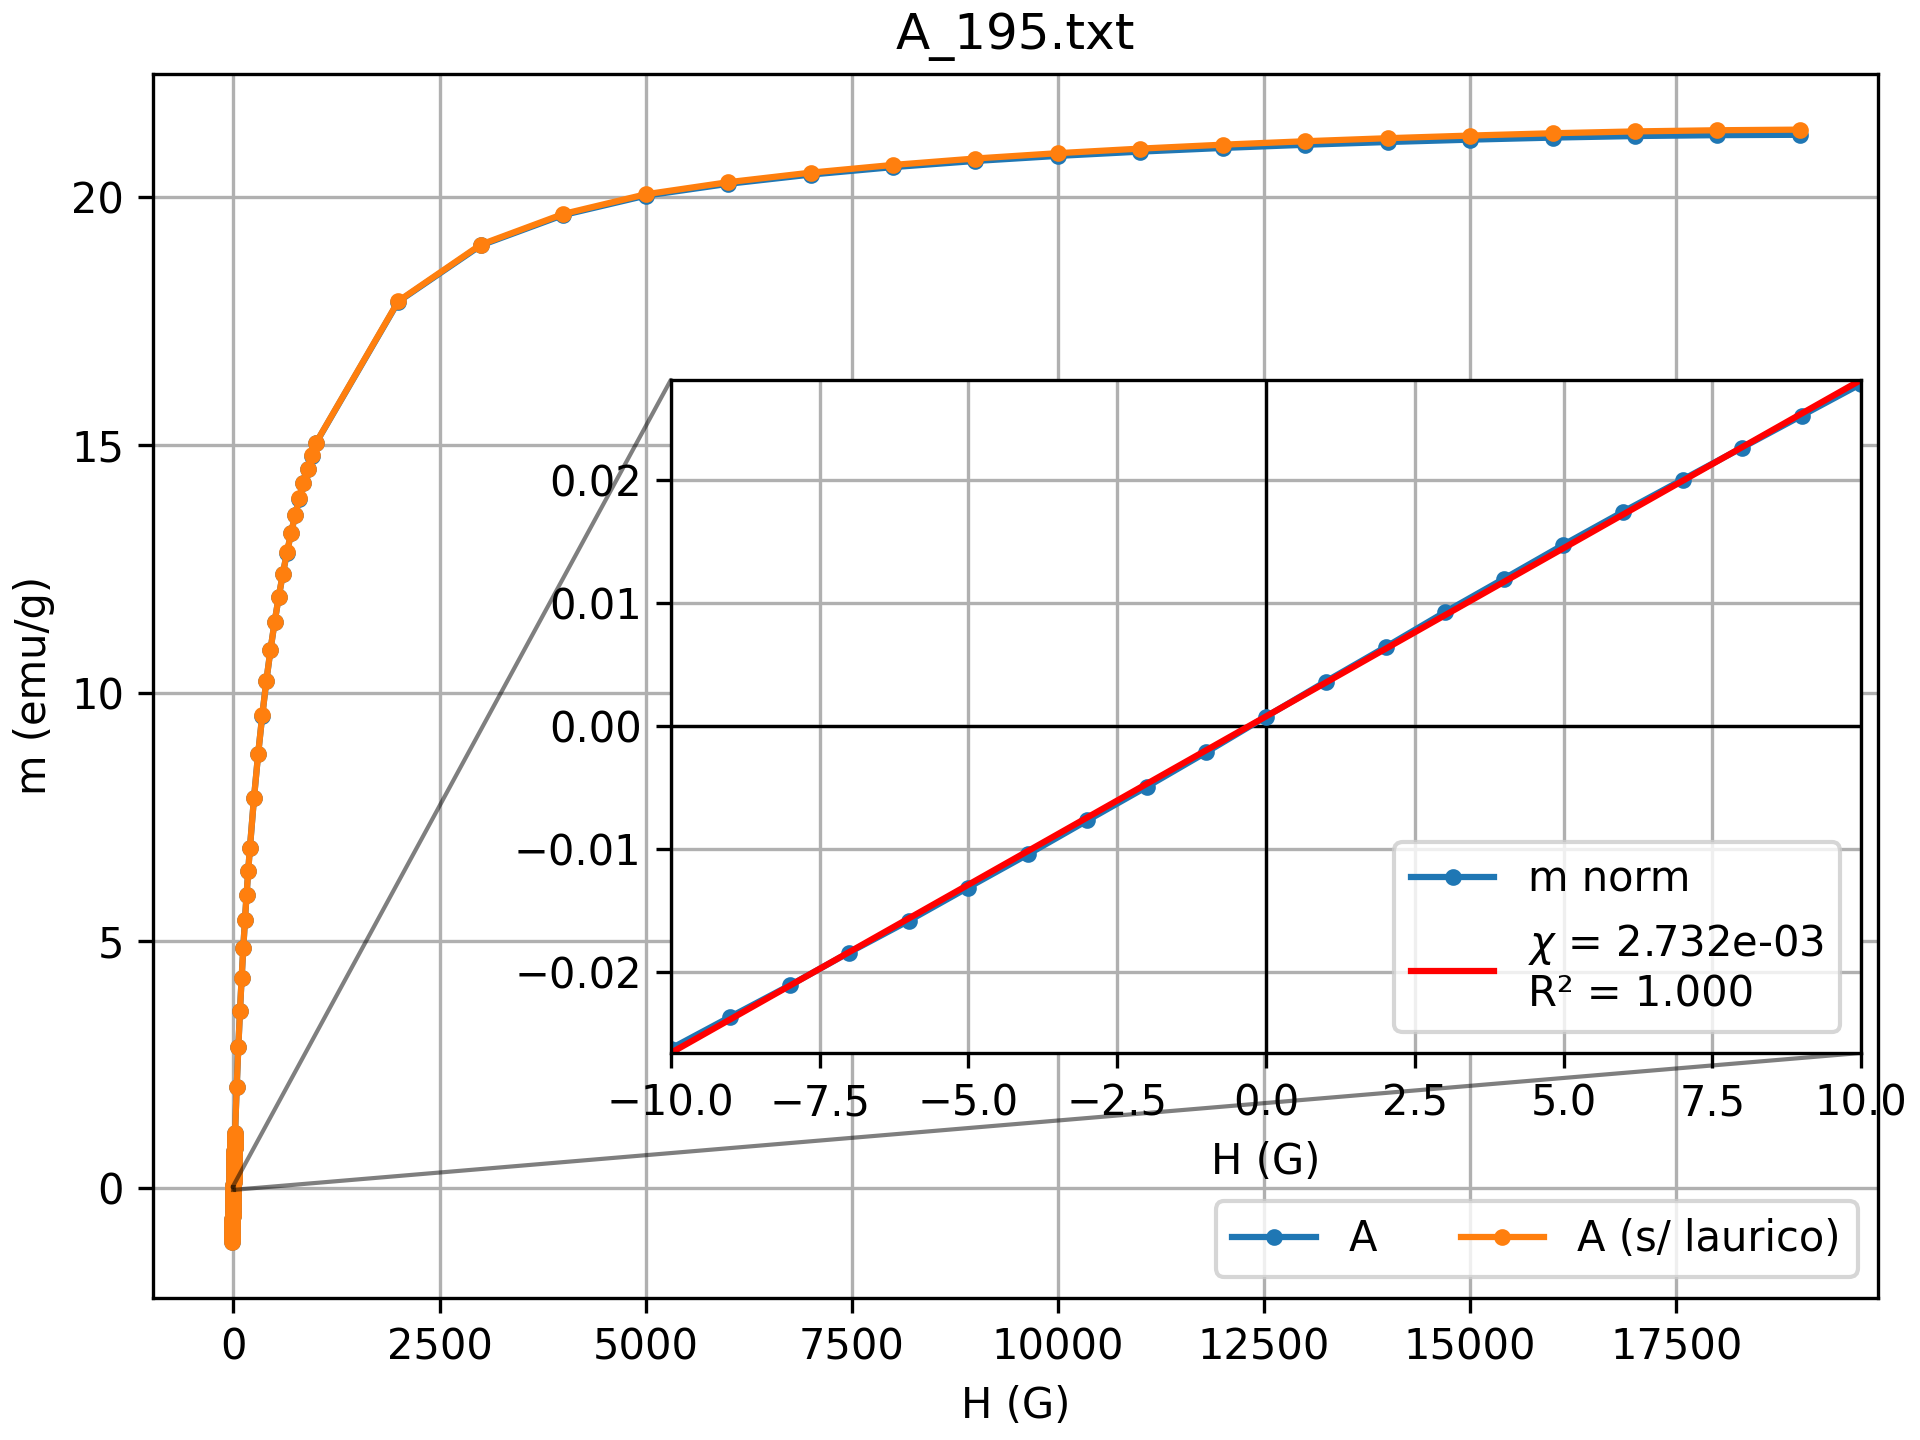 A_195.txt
m (emu/g)
20
15
10
5
0
0.02
0.01
0.00
−0.01
−0.02
m norm
χ = 2.732e-03
R² = 1.000
−10.0 −7.5 −5.0 −2.5 0.0 2.5 5.0 7.5 10.0
H (G)
A A (s/ laurico)
0 2500 5000 7500 10000 12500 15000 17500
H (G)